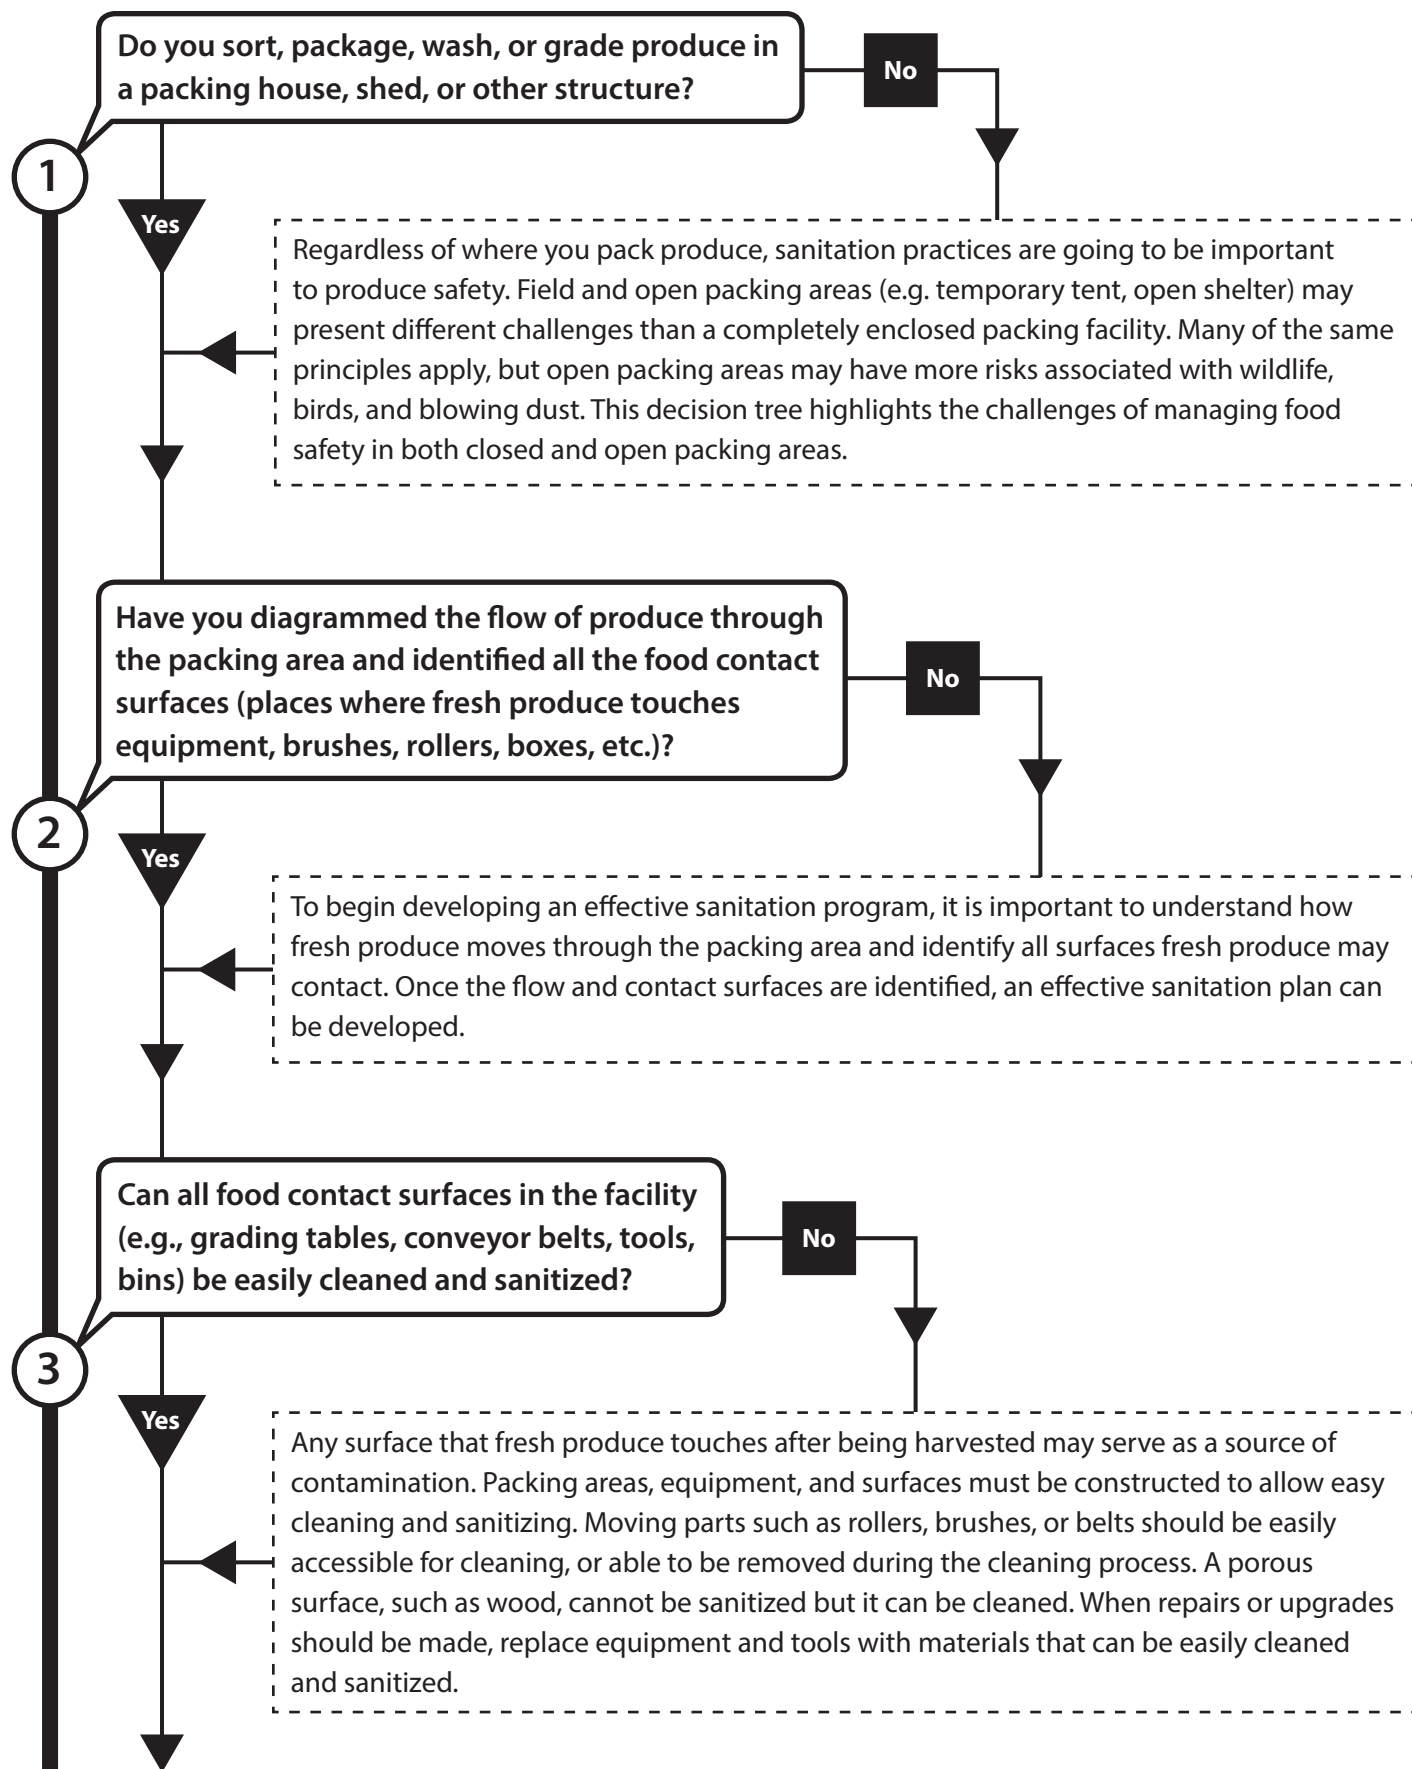 Do you sort, package, wash, or grade produce in
a packing house, shed, or other structure?
No
1
Yes
Regardless of where you pack produce, sanitation practices are going to be important
to produce safety. Field and open packing areas (e.g. temporary tent, open shelter) may
present different challenges than a completely enclosed packing facility. Many of the same
principles apply, but open packing areas may have more risks associated with wildlife,
birds, and blowing dust. This decision tree highlights the challenges of managing food
safety in both closed and open packing areas.
Have you diagrammed the flow of produce through
the packing area and identified all the food contact
surfaces (places where fresh produce touches
equipment, brushes, rollers, boxes, etc.)?
No
2
Yes
To begin developing an effective sanitation program, it is important to understand how
fresh produce moves through the packing area and identify all surfaces fresh produce may
contact. Once the flow and contact surfaces are identified, an effective sanitation plan can
be developed.
Can all food contact surfaces in the facility
(e.g., grading tables, conveyor belts, tools,
bins) be easily cleaned and sanitized?
No
3
Yes
Any surface that fresh produce touches after being harvested may serve as a source of
contamination. Packing areas, equipment, and surfaces must be constructed to allow easy
cleaning and sanitizing. Moving parts such as rollers, brushes, or belts should be easily
accessible for cleaning, or able to be removed during the cleaning process. A porous
surface, such as wood, cannot be sanitized but it can be cleaned. When repairs or upgrades
should be made, replace equipment and tools with materials that can be easily cleaned
and sanitized.